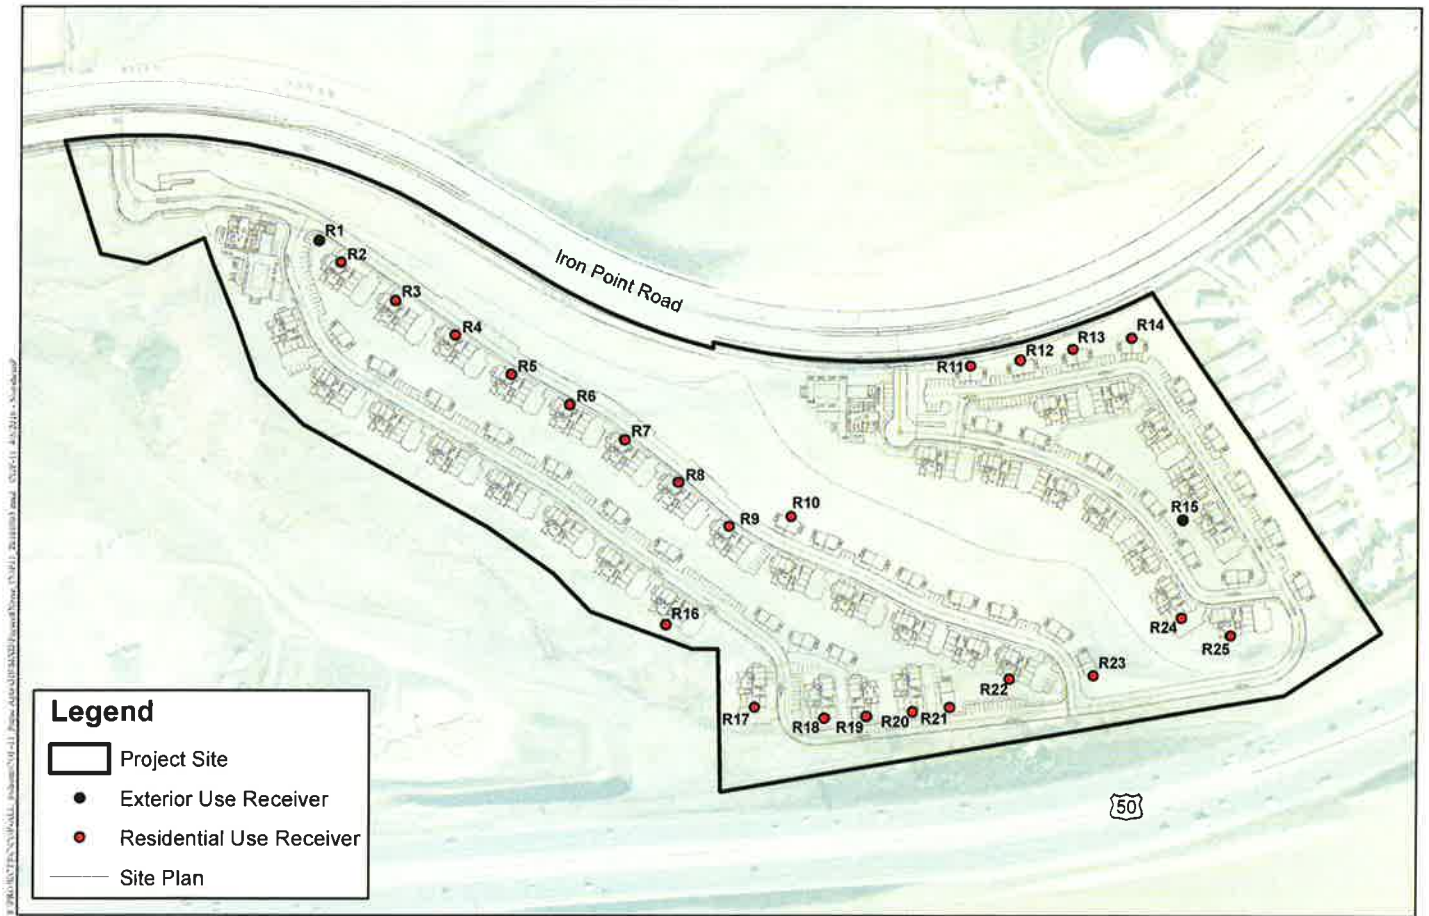 R1
R2
R3
R4
Iron Point Road
R5
R6
R7
R8
R9
R10
R11
R12
R13
R14
R15
R16
R17
R18
R19
R20
R21
R22
R23
R24
R25
50
Legend
Project Site
Exterior Use Receiver
Residential Use Receiver
Site Plan